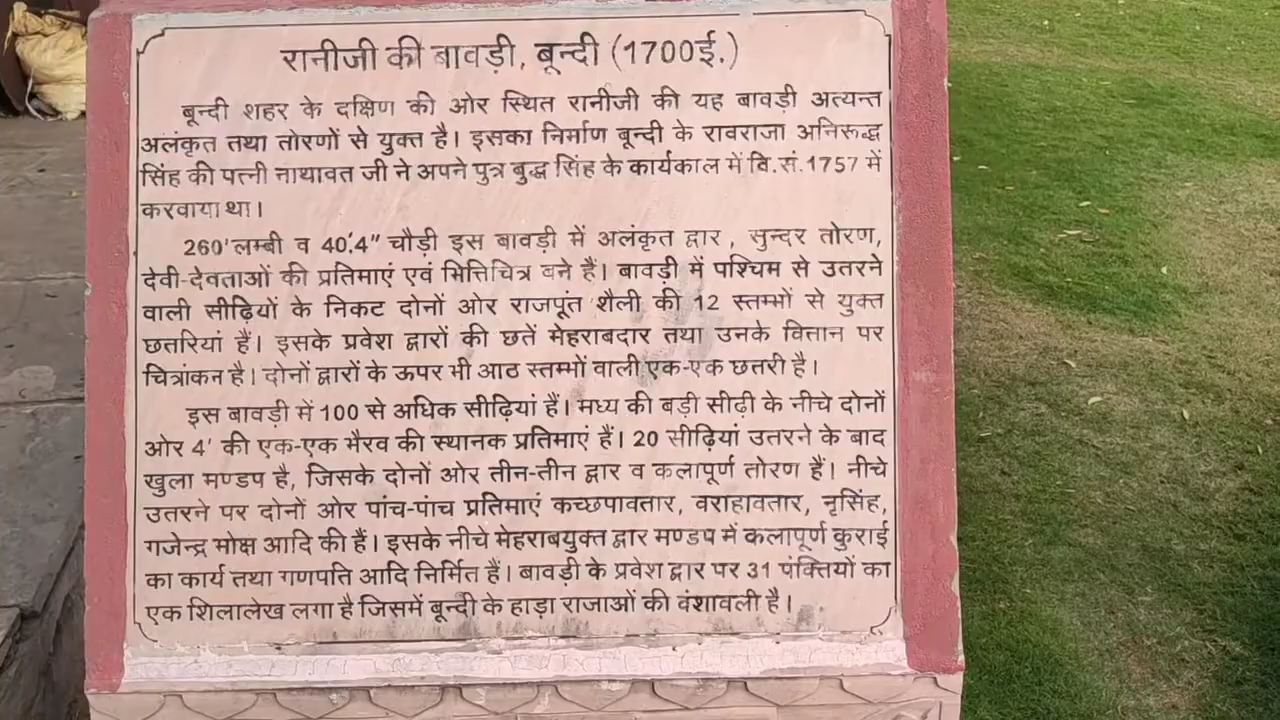 रानीजी की बावड़ी, बून्दी (1700ई.)
बून्दी शहर के दक्षिण की ओर स्थित रानीजी की यह बावड़ी अत्यन्त
अलंकृत तथा तोरणों से युक्त है। इसका निर्माण बून्दी के रावराजा अनिरूद्ध
सिंह की पत्नी नाथावत जी ने अपने पुत्र बुद्ध सिंह के कार्यकाल में वि.सं.1757 में
करवाया था।
260'लम्बी व 40'.4" चौड़ी इस बावड़ी में अलंकृत द्वार, सुन्दर तोरण,
देवी-देवताओं की प्रतिमाएं एवं भित्तिचित्र बने हैं। बावड़ी में पश्चिम से उतरने
वाली सीढ़ियों के निकट दोनों ओर राजपूंत शैली की 12 स्तम्भों से युक्त
छतरियां हैं। इसके प्रवेश द्वारों की छतें मेहराबदार तथा उनके वित्तान पर
चित्रांकन है। दोनों द्वारों के ऊपर भी आठ स्तम्भों वाली एक-एक छत्तरी है।
इस बावड़ी में 100 से अधिक सीढ़ियां हैं। मध्य की बड़ी सीढ़ी के नीचे दोनों
ओर 4' की एक-एक भैरव की स्थानक प्रतिमाएं हैं। 20 सीढ़ियां उतरने के बाद
खुला मण्डप है, जिसके दोनों ओर तीन-तीन द्वार व कलापूर्ण तोरण हैं। नीचे
उतरने पर दोनों ओर पांच-पांच प्रतिमाएं कच्छपावतार, वराहावतार, नृसिंह,
गजेन्द्र मोक्ष आदि की हैं। इसके नीचे मेहराबयुक्त द्वार मण्डप में कलापूर्ण कुराई
का कार्य तथा गणपति आदि निर्मित हैं। बावड़ी के प्रवेश द्वार पर 31 पंक्तियों का
एक शिलालेख लगा है जिसमें बून्दी के हाड़ा राजाओं की वंशावली है।